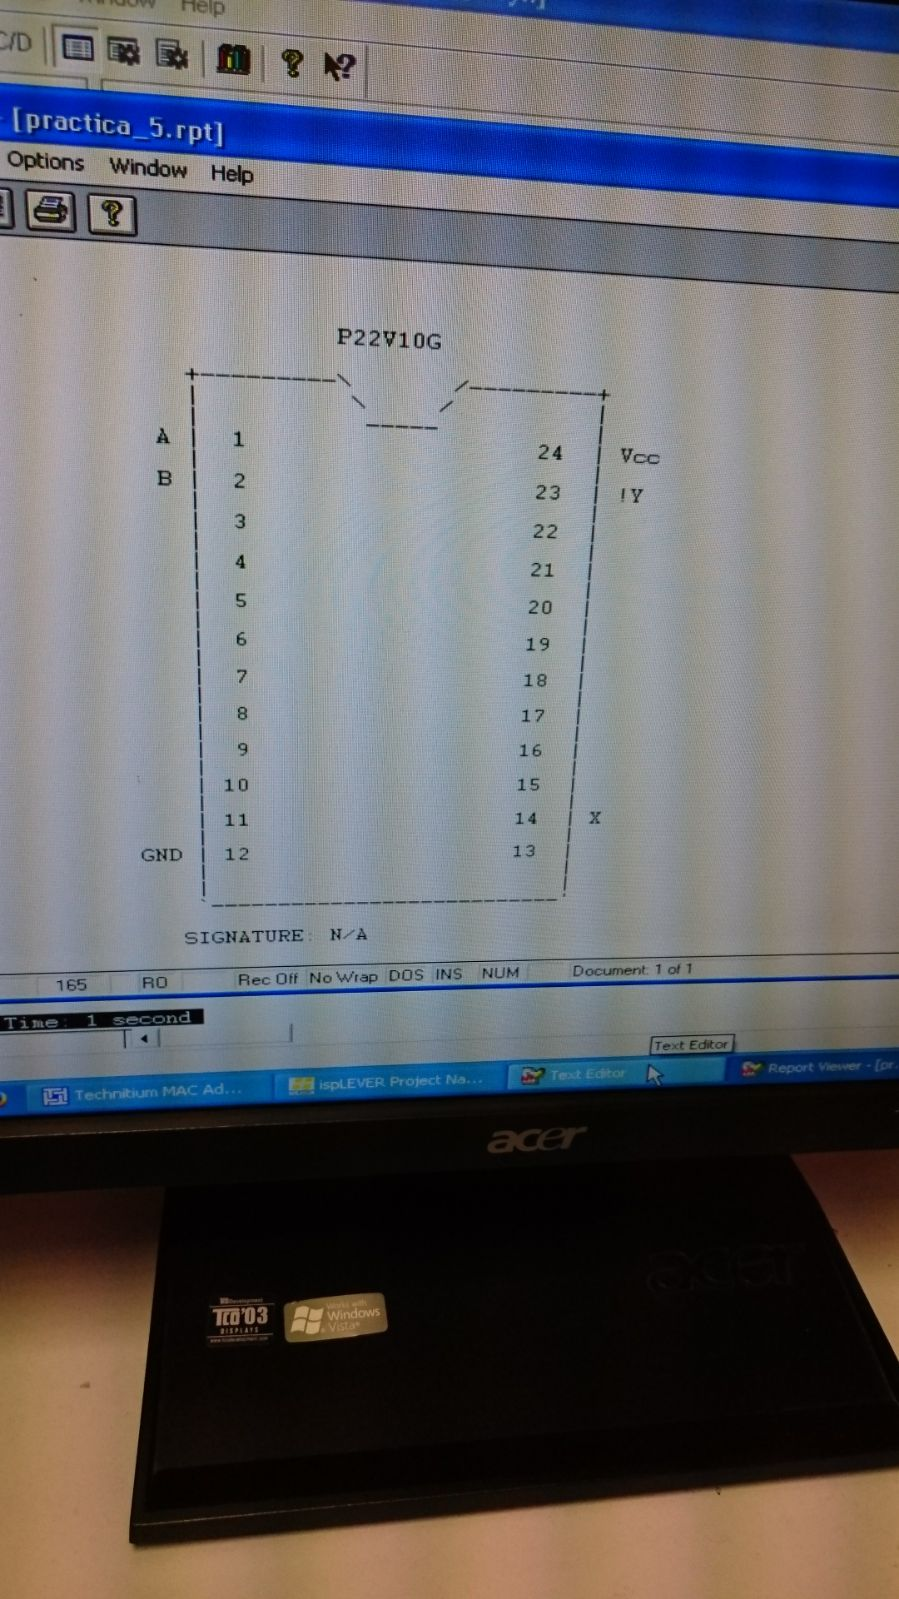 Window Help
C/D
[practica_5.rpt]
Options Window Help
P22V10G
A 1 24 Vcc
B 2 23 !Y
3 22
4 21
5 20
6 19
7 18
8 17
9 16
10 15
11 14 X
GND 12 13
SIGNATURE: N/A
165 RO Rec Off No Wrap DOS INS NUM Document: 1 of 1
Time: 1 second
Text Editor
Technitium MAC Ad... ispLEVER Project Na... Text Editor Report Viewer - [pr...
acer
acer
TCO'03
DISPLAYS
Works with
Windows
Vista